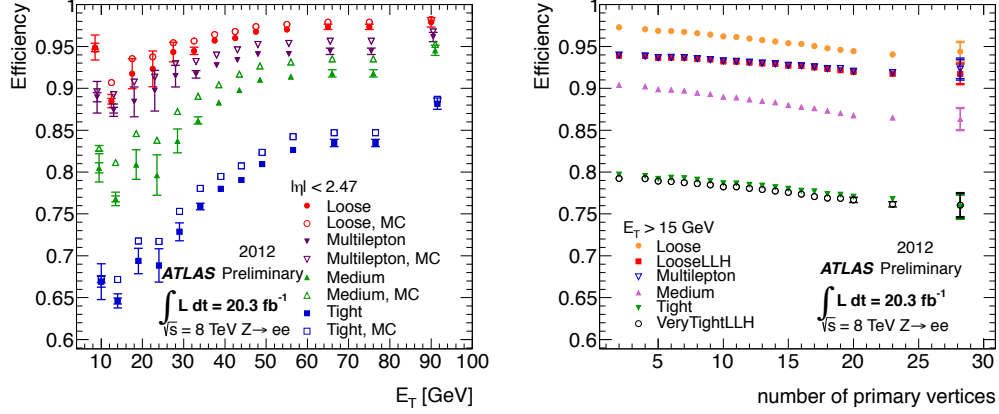 Efficiency
0.95
0.9
0.85
0.8
0.75
0.7
0.65
0.6
|η| < 2.47
Loose
Loose, MC
Multilepton
Multilepton, MC
Medium
Medium, MC
Tight
Tight, MC
2012
ATLAS Preliminary
∫ L dt = 20.3 fb⁻¹
√s = 8 TeV Z→ ee
10 20 30 40 50 60 70 80 90 100
E_T [GeV]
Efficiency
1
0.95
0.9
0.85
0.8
0.75
0.7
0.65
0.6
E_T > 15 GeV
Loose
LooseLLH
Multilepton
Medium
Tight
VeryTightLLH
2012
ATLAS Preliminary
∫ L dt = 20.3 fb⁻¹
√s = 8 TeV Z→ ee
5 10 15 20 25 30
number of primary vertices